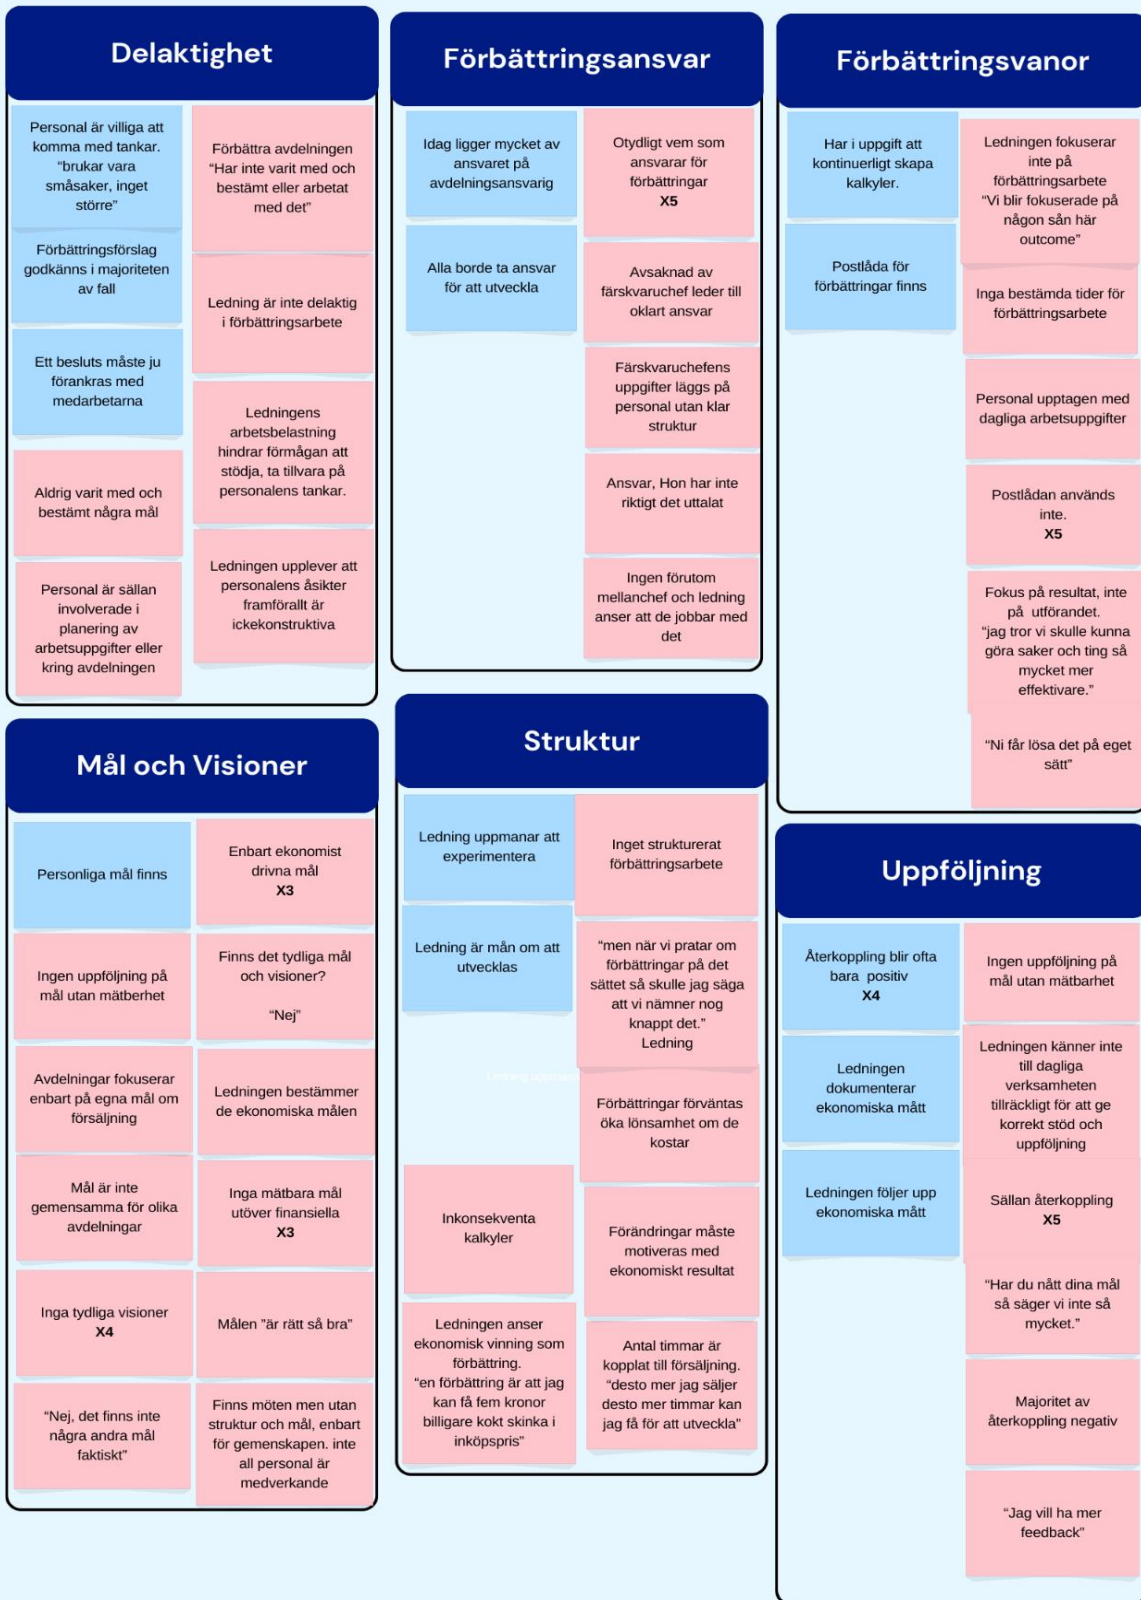 Delaktighet
Personal är villiga att
komma med tankar.
“brukar vara
småsaker, inget
större”
Förbättringsförslag
godkänns i majoriteten
av fall
Ett besluts måste ju
förankras med
medarbetarna
Aldrig varit med och
bestämt några mål
Personal är sällan
involverade i
planering av
arbetsuppgifter eller
kring avdelningen
Förbättra avdelningen
“Har inte varit med och
bestämt eller arbetat
med det”
Ledning är inte delaktig
i förbättringsarbete
Ledningens
arbetsbelastning
hindrar förmågan att
stödja, ta tillvara på
personalens tankar.
Ledningen upplever att
personalens åsikter
framförallt är
ickekonstruktiva
Förbättringsansvar
Idag ligger mycket av
ansvaret på
avdelningsansvarig
Alla borde ta ansvar
för att utveckla
Otydligt vem som
ansvarar för
förbättringar
X5
Avsaknad av
färskvaruchef leder till
oklart ansvar
Färskvaruchefens
uppgifter läggs på
personal utan klar
struktur
Ansvar, Hon har inte
riktigt det uttalat
Ingen förutom
mellanchef och ledning
anser att de jobbar med
det
Förbättringsvanor
Har i uppgift att
kontinuerligt skapa
kalkyler.
Postlåda för
förbättringar finns
Ledningen fokuserar
inte på
förbättringsarbete
“Vi blir fokuserade på
någon sån här
outcome”
Inga bestämda tider för
förbättringsarbete
Personal upptagen med
dagliga arbetsuppgifter
Postlådan används
inte.
X5
Fokus på resultat, inte
på utförandet.
“jag tror vi skulle kunna
göra saker och ting så
mycket mer
effektivare.”
“Ni får lösa det på eget
sätt”
Mål och Visioner
Personliga mål finns
Ingen uppföljning på
mål utan mätberhet
Avdelningar fokuserar
enbart på egna mål om
försäljning
Mål är inte
gemensamma för olika
avdelningar
Inga tydliga visioner
X4
“Nej, det finns inte
några andra mål
faktiskt”
Enbart ekonomist
drivna mål
X3
Finns det tydliga mål
och visioner?
“Nej”
Ledningen bestämmer
de ekonomiska målen
Inga mätbara mål
utöver finansiella
X3
Målen ”är rätt så bra”
Finns möten men utan
struktur och mål, enbart
för gemenskapen. inte
all personal är
medverkande
Struktur
Ledning uppmanar att
experimentera
Ledning är mån om att
utvecklas
Inkonsekventa
kalkyler
Ledningen anser
ekonomisk vinning som
förbättring.
“en förbättring är att jag
kan få fem kronor
billigare kokt skinka i
inköpspris”
Inget strukturerat
förbättringsarbete
“men när vi pratar om
förbättringar på det
sättet så skulle jag säga
att vi nämner nog
knappt det.”
Ledning
Förbättringar förväntas
öka lönsamhet om de
kostar
Förändringar måste
motiveras med
ekonomiskt resultat
Antal timmar är
kopplat till försäljning.
“desto mer jag säljer
desto mer timmar kan
jag få för att utveckla”
Uppföljning
Återkoppling blir ofta
bara positiv
X4
Ledningen
dokumenterar
ekonomiska mått
Ledningen följer upp
ekonomiska mått
Ingen uppföljning på
mål utan mätbarhet
Ledningen känner inte
till dagliga
verksamheten
tillräckligt för att ge
korrekt stöd och
uppföljning
Sällan återkoppling
X5
“Har du nått dina mål
så säger vi inte så
mycket.”
Majoritet av
återkoppling negativ
“Jag vill ha mer
feedback”